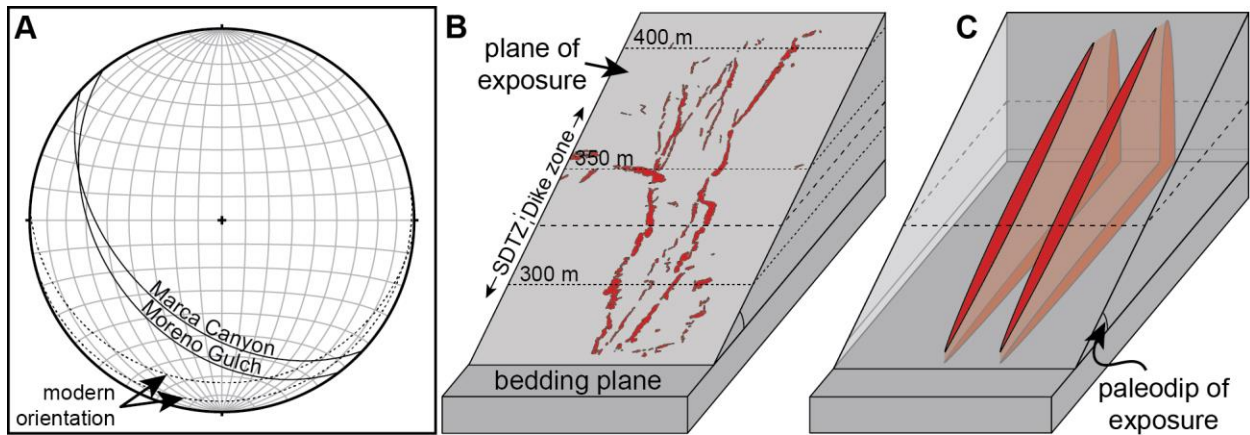 A
Marca Canyon
Moreno Gulch
modern
orientation
B
plane of
exposure
400 m
350 m
300 m
SDTZ
Dike zone
bedding plane
C
paleodip of
exposure